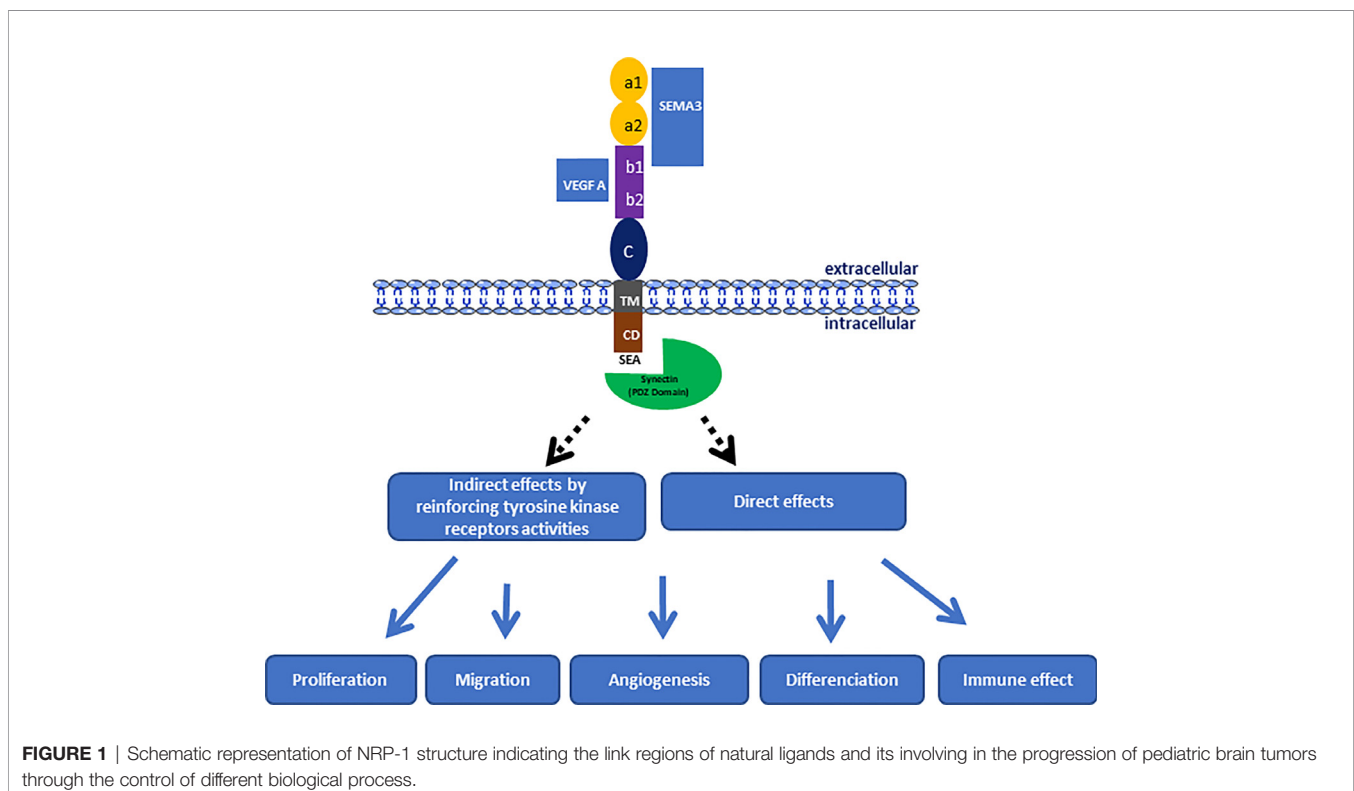 a1
SEMA3
a2
b1
VEGF A
b2
C
extracellular
TM
intracellular
CD
SEA
Synectin
(PDZ Domain)
Indirect effects by
reinforcing tyrosine kinase
receptors activities
Direct effects
Proliferation
Migration
Angiogenesis
Differenciation
Immune effect
FIGURE 1 | Schematic representation of NRP-1 structure indicating the link regions of natural ligands and its involving in the progression of pediatric brain tumors
through the control of different biological process.